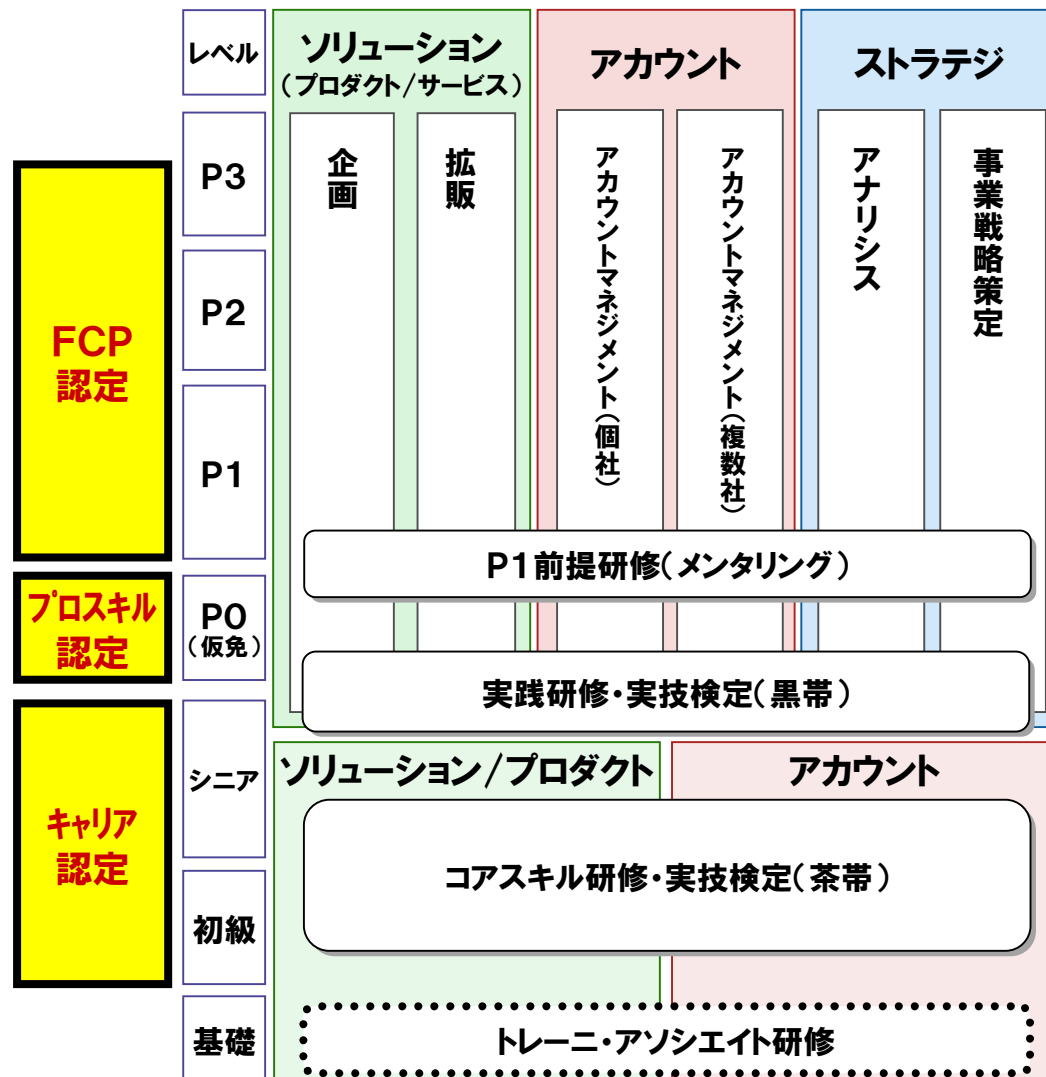 レベル
ソリューション
(プロダクト/サービス)
アカウント
ストラテジ
企画
拡販
アカウントマネジメント(個社)
アカウントマネジメント(複数社)
アナリシス
事業戦略策定
P3
P2
P1
FCP
認定
P1前提研修(メンタリング)
プロスキル
認定
P0
(仮免)
実践研修・実技検定(黒帯)
シニア
ソリューション/プロダクト
アカウント
キャリア
認定
コアスキル研修・実技検定(茶帯)
初級
基礎
トレーニ・アソシエイト研修